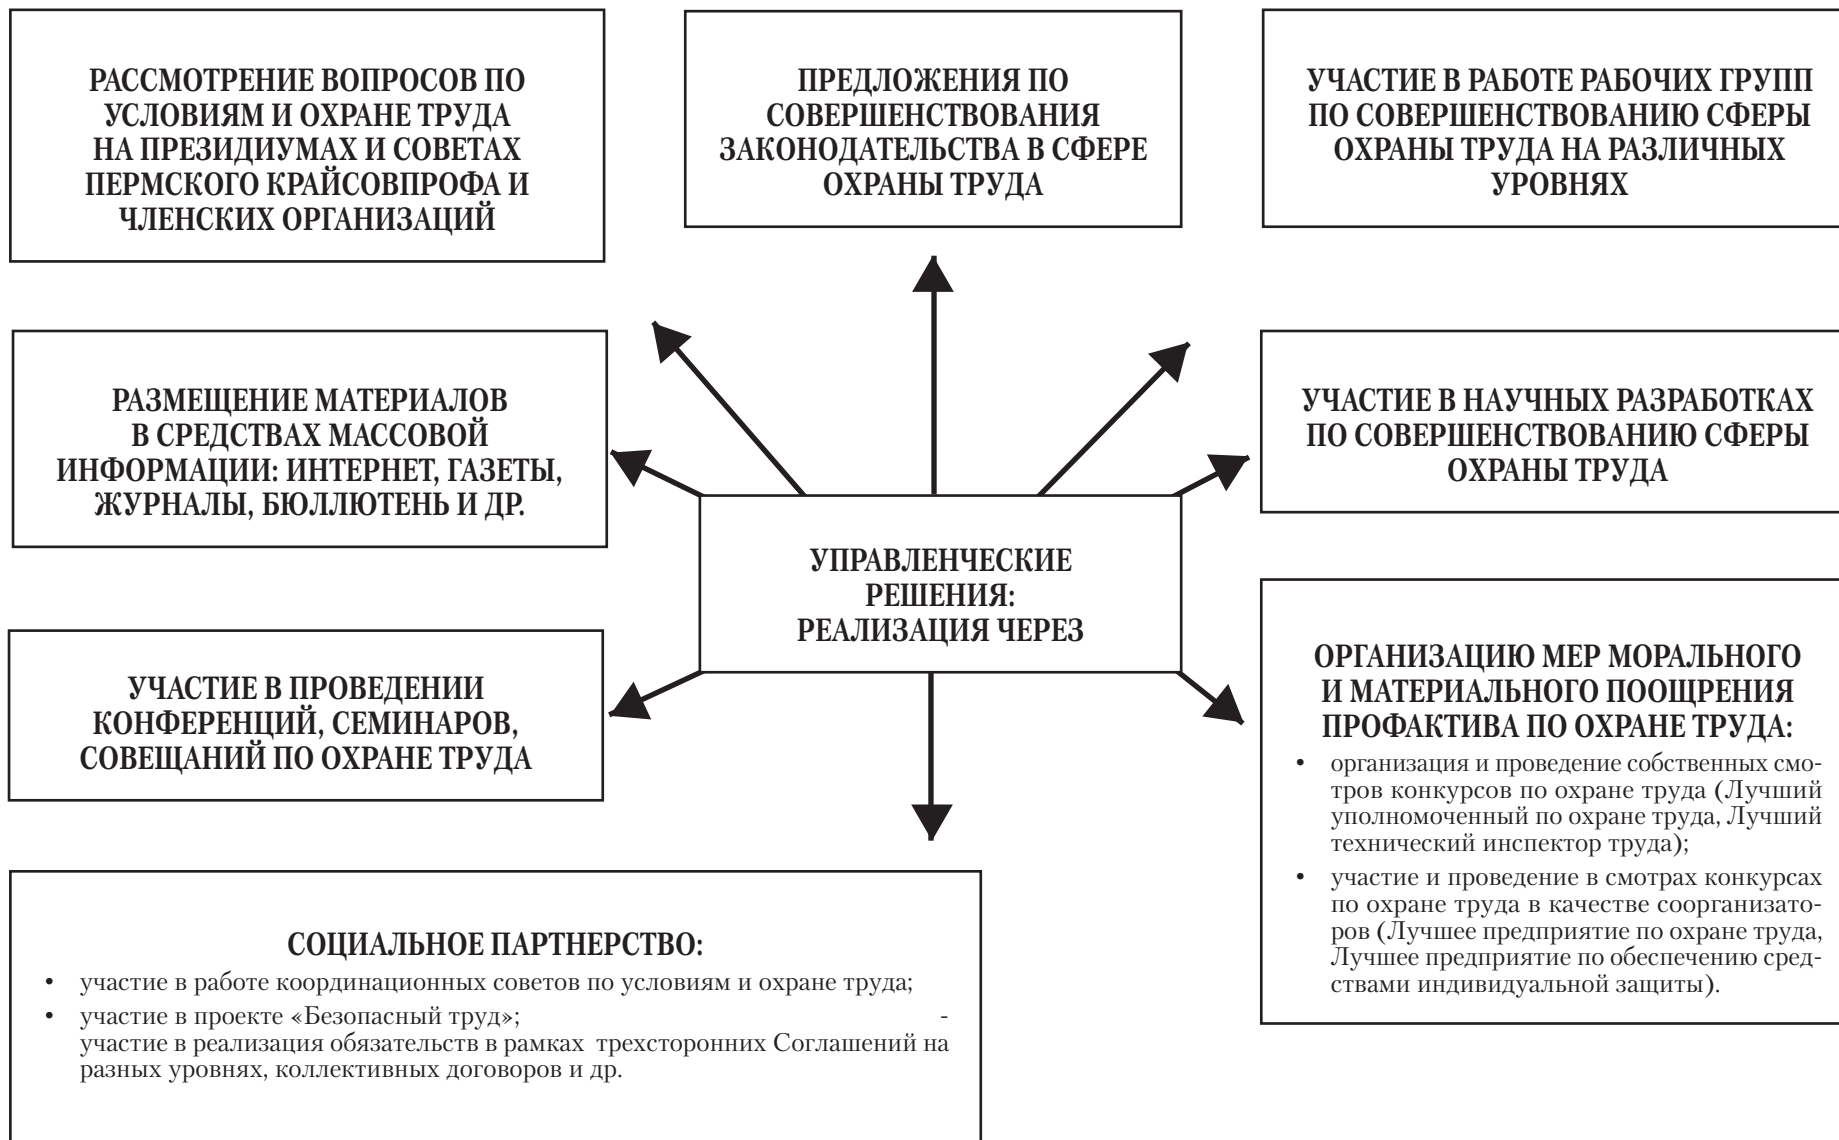 РАССМОТРЕНИЕ ВОПРОСОВ ПО
УСЛОВИЯМ И ОХРАНЕ ТРУДА
НА ПРЕЗИДИУМАХ И СОВЕТАХ
ПЕРМСКОГО КРАЙСОВПРОФА И
ЧЛЕНСКИХ ОРГАНИЗАЦИЙ
ПРЕДЛОЖЕНИЯ ПО
СОВЕРШЕНСТВОВАНИЯ
ЗАКОНОДАТЕЛЬСТВА В СФЕРЕ
ОХРАНЫ ТРУДА
УЧАСТИЕ В РАБОТЕ РАБОЧИХ ГРУПП
ПО СОВЕРШЕНСТВОВАНИЮ СФЕРЫ
ОХРАНЫ ТРУДА НА РАЗЛИЧНЫХ
УРОВНЯХ
РАЗМЕЩЕНИЕ МАТЕРИАЛОВ
В СРЕДСТВАХ МАССОВОЙ
ИНФОРМАЦИИ: ИНТЕРНЕТ, ГАЗЕТЫ,
ЖУРНАЛЫ, БЮЛЛЮТЕНЬ И ДР.
УЧАСТИЕ В НАУЧНЫХ РАЗРАБОТКАХ
ПО СОВЕРШЕНСТВОВАНИЮ СФЕРЫ
ОХРАНЫ ТРУДА
УПРАВЛЕНЧЕСКИЕ
РЕШЕНИЯ:
РЕАЛИЗАЦИЯ ЧЕРЕЗ
УЧАСТИЕ В ПРОВЕДЕНИИ
КОНФЕРЕНЦИЙ, СЕМИНАРОВ,
СОВЕЩАНИЙ ПО ОХРАНЕ ТРУДА
ОРГАНИЗАЦИЮ МЕР МОРАЛЬНОГО
И МАТЕРИАЛЬНОГО ПООЩРЕНИЯ
ПРОФАКТИВА ПО ОХРАНЕ ТРУДА:
• организация и проведение собственных смо-
тров конкурсов по охране труда (Лучший
уполномоченный по охране труда, Лучший
технический инспектор труда);
• участие и проведение в смотрах конкурсах
по охране труда в качестве соорганизато-
ров (Лучшее предприятие по охране труда,
Лучшее предприятие по обеспечению сред-
ствами индивидуальной защиты).
СОЦИАЛЬНОЕ ПАРТНЕРСТВО:
• участие в работе координационных советов по условиям и охране труда;
• участие в проекте «Безопасный труд»; -
участие в реализация обязательств в рамках трехсторонних Соглашений на
разных уровнях, коллективных договоров и др.